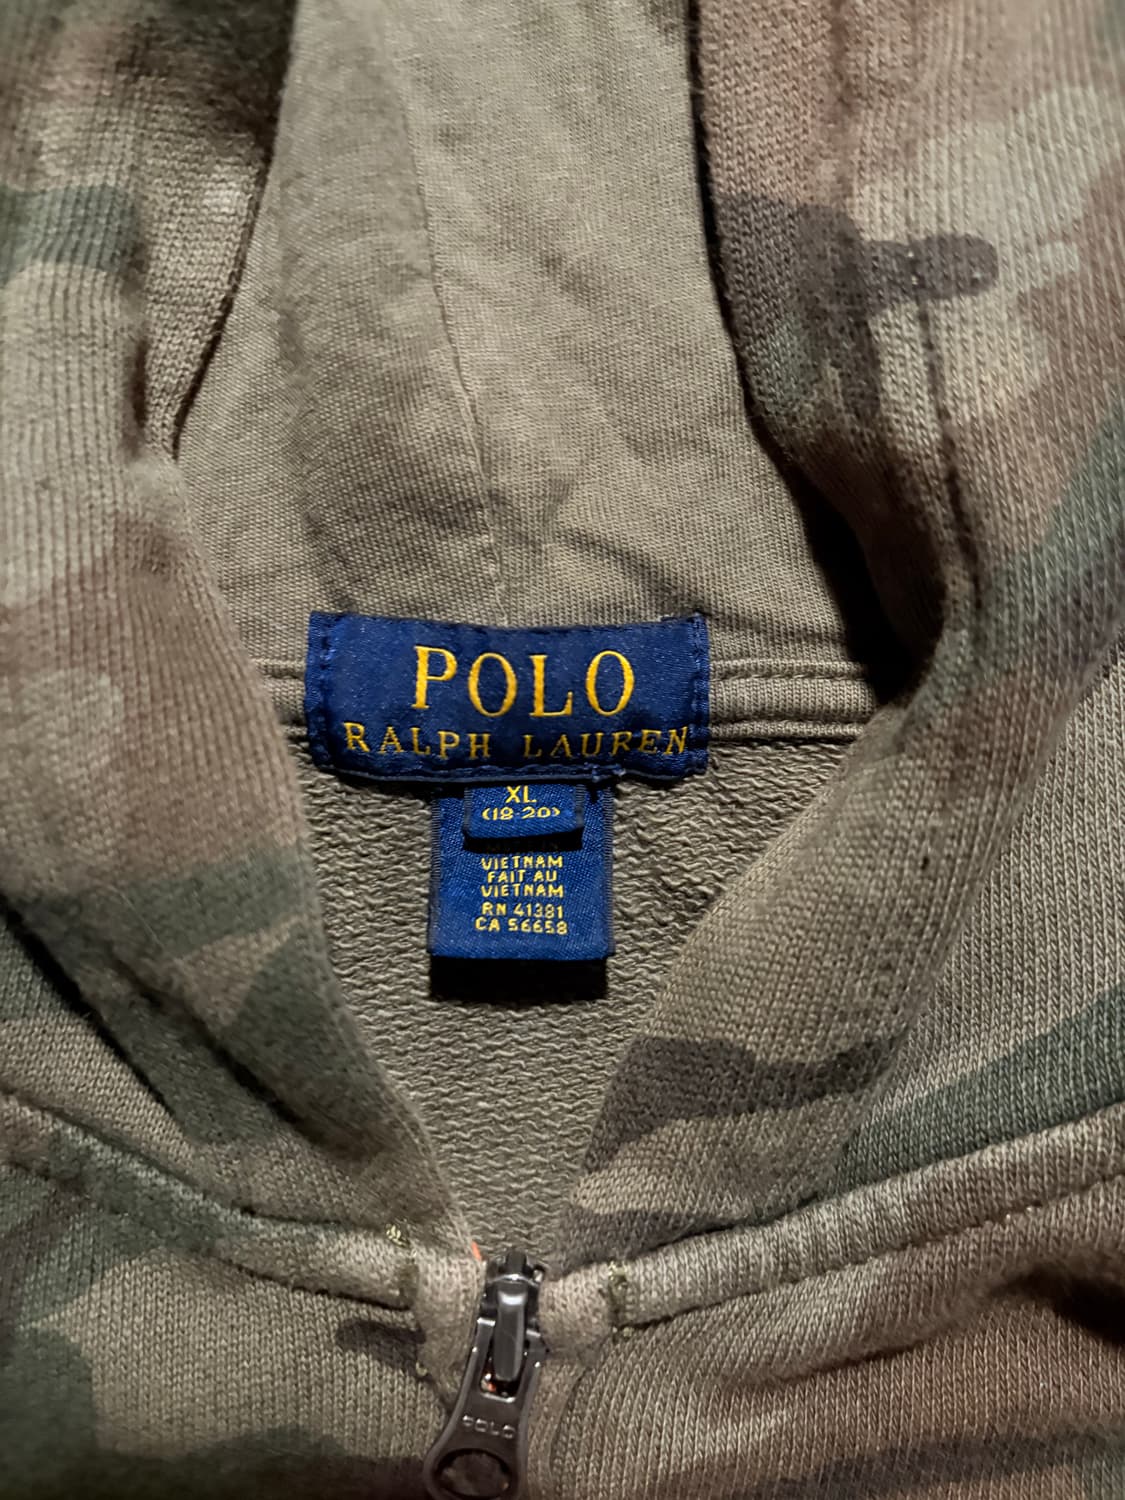 POLO
RALPH LAUREN
XL
(18-20)
VIETNAM
FAIT AU
VIETNAM
RN 41381
CA 56658
POLO